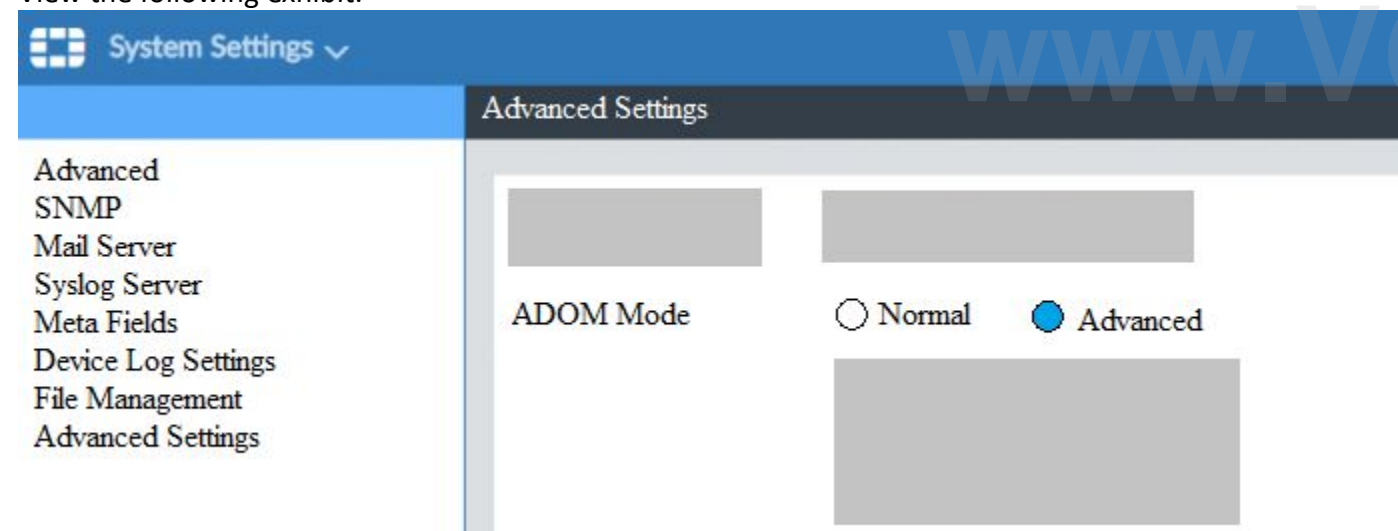 View the following exhibit.
System Settings
Advanced Settings
Advanced
SNMP
Mail Server
Syslog Server
Meta Fields
Device Log Settings
File Management
Advanced Settings
ADOM Mode
Normal
Advanced